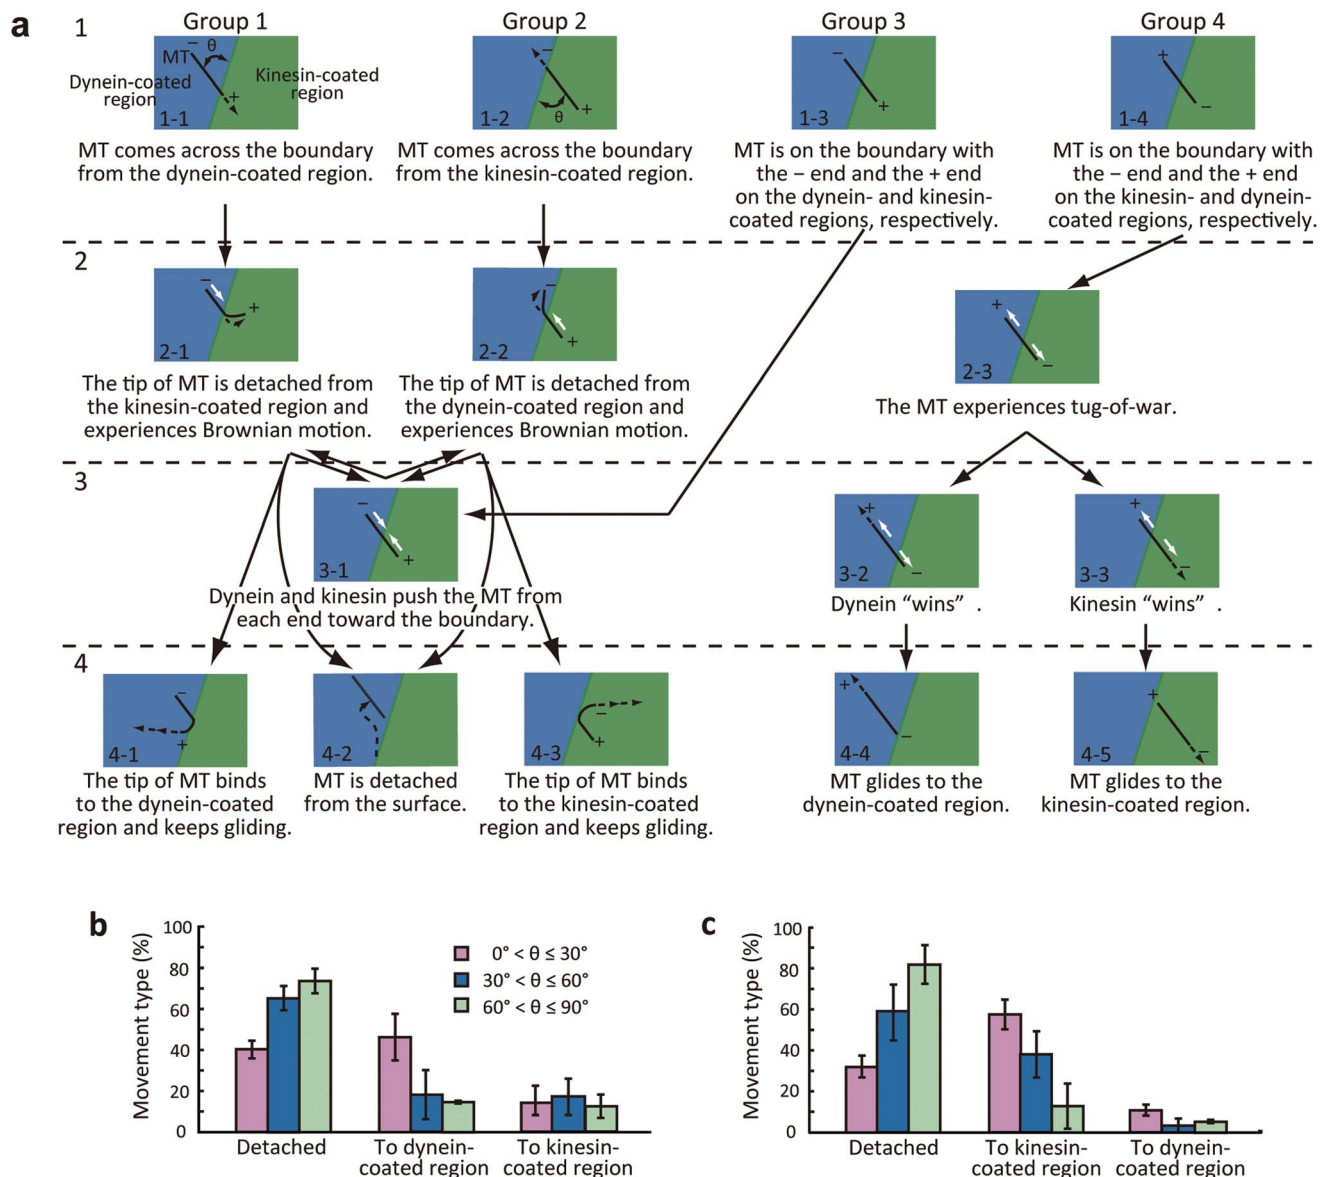 a
1
Group 1
Group 2
Group 3
Group 4
− θ
MT
Dynein-coated
region
Kinesin-coated
region
+
1-1
−
θ
+
1-2
−
+
1-3
+
−
1-4
MT comes across the boundary
from the dynein-coated region.
MT comes across the boundary
from the kinesin-coated region.
MT is on the boundary with
the − end and the + end
on the dynein- and kinesin-
coated regions, respectively.
MT is on the boundary with
the − end and the + end
on the kinesin- and dynein-
coated regions, respectively.
2
−
+
2-1
−
+
2-2
+
−
2-3
The tip of MT is detached from
the kinesin-coated region and
experiences Brownian motion.
The tip of MT is detached from
the dynein-coated region and
experiences Brownian motion.
The MT experiences tug-of-war.
3
−
+
3-1
+
−
3-2
+
−
3-3
Dynein and kinesin push the MT from
each end toward the boundary.
Dynein “wins” .
Kinesin “wins” .
4
−
+
4-1
4-2
−
+
4-3
+
−
4-4
+
−
4-5
The tip of MT binds
to the dynein-coated
region and keeps gliding.
MT is detached
from the surface.
The tip of MT binds
to the kinesin-coated
region and keeps gliding.
MT glides to the
dynein-coated region.
MT glides to the
kinesin-coated region.
b
Movement type (%)
100
80
60
40
20
0
0° < θ ≤ 30°
30° < θ ≤ 60°
60° < θ ≤ 90°
Detached
To dynein-
coated region
To kinesin-
coated region
c
Movement type (%)
100
80
60
40
20
0
Detached
To kinesin-
coated region
To dynein-
coated region